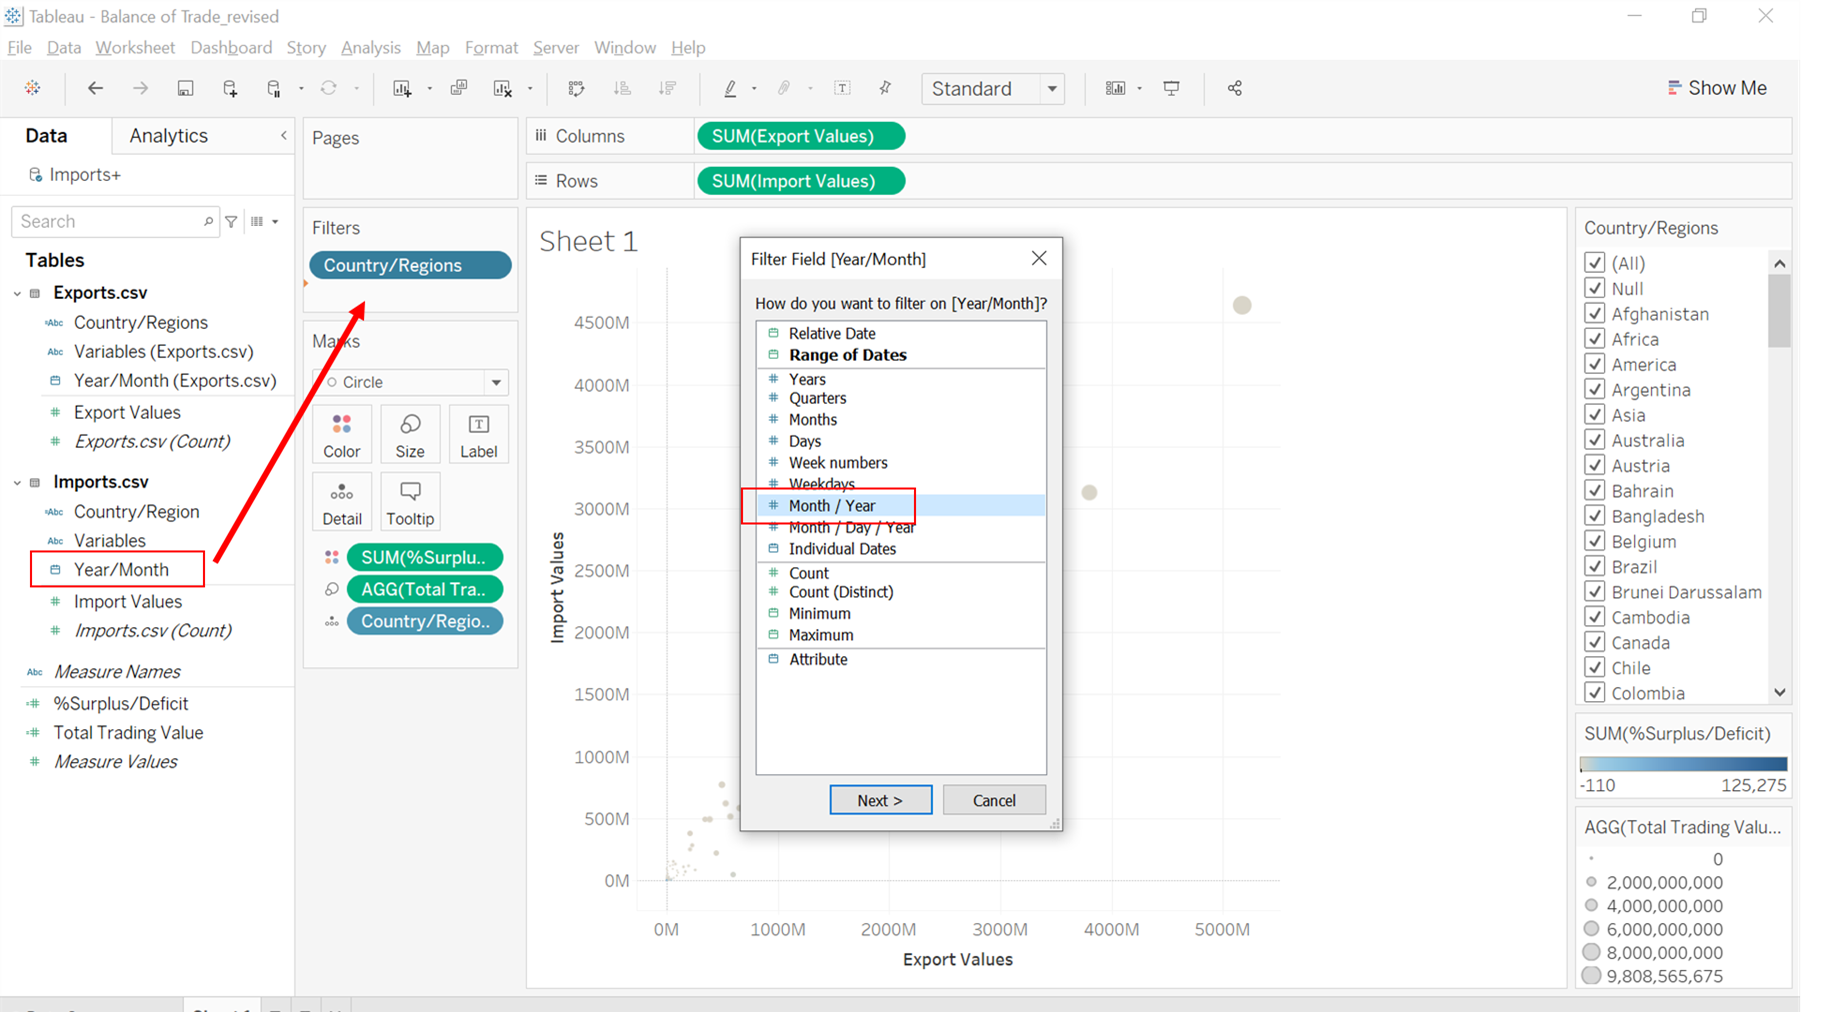 Tableau - Balance of Trade_revised
File Data Worksheet Dashboard Story Analysis Map Format Server Window Help
Standard
Show Me
Data
Analytics
Imports+
Search
Tables
Exports.csv
Abc Country/Regions
Abc Variables (Exports.csv)
Year/Month (Exports.csv)
# Export Values
# Exports.csv (Count)
Imports.csv
Abc Country/Region
Abc Variables
Year/Month
# Import Values
# Imports.csv (Count)
Abc Measure Names
# %Surplus/Deficit
# Total Trading Value
# Measure Values
Pages
Filters
Country/Regions
Marks
Circle
Color
Size
Label
Detail
Tooltip
SUM(%Surplu..
AGG(Total Tra..
Country/Regio..
Columns
SUM(Export Values)
Rows
SUM(Import Values)
Sheet 1
4500M
4000M
3500M
3000M
2500M
2000M
1500M
1000M
500M
0M
Import Values
0M 1000M 2000M 3000M 4000M 5000M
Export Values
Filter Field [Year/Month]
How do you want to filter on [Year/Month]?
Relative Date
Range of Dates
# Years
# Quarters
# Months
# Days
# Week numbers
# Weekdays
# Month / Year
# Month / Day / Year
Individual Dates
# Count
# Count (Distinct)
Minimum
Maximum
Attribute
Next >
Cancel
Country/Regions
(All)
Null
Afghanistan
Africa
America
Argentina
Asia
Australia
Austria
Bahrain
Bangladesh
Belgium
Brazil
Brunei Darussalam
Cambodia
Canada
Chile
Colombia
SUM(%Surplus/Deficit)
-110 125,275
AGG(Total Trading Valu...
0
2,000,000,000
4,000,000,000
6,000,000,000
8,000,000,000
9,808,565,675